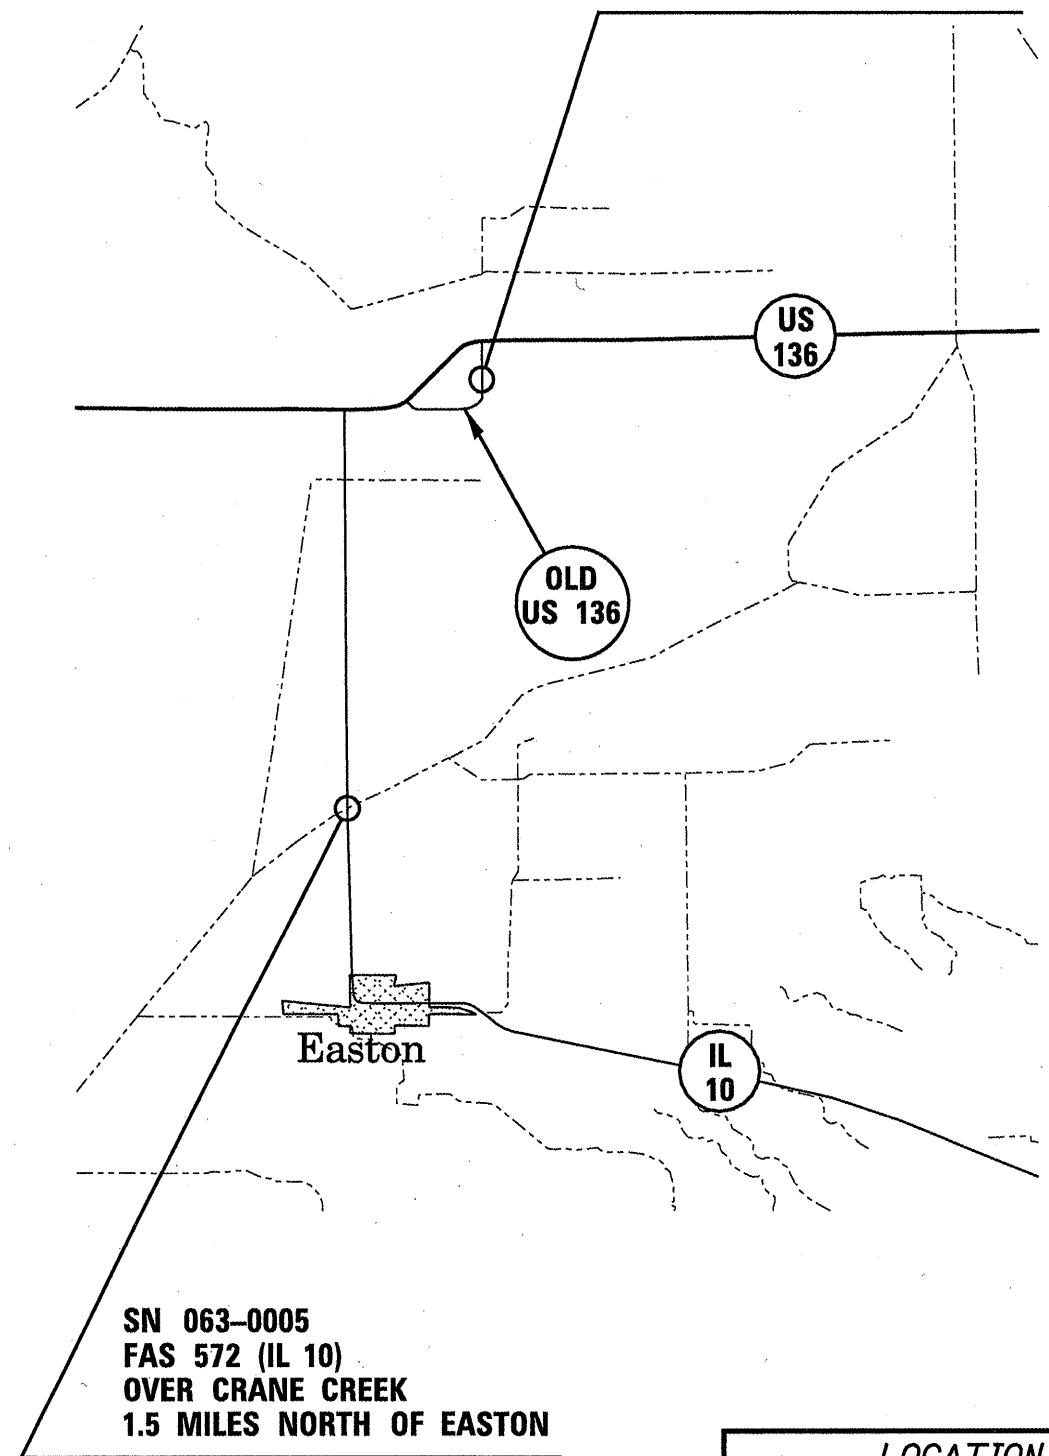 US
136
OLD
US 136
Easton
IL
10
SN 063–0005
FAS 572 (IL 10)
OVER CRANE CREEK
1.5 MILES NORTH OF EASTON
LOCATION